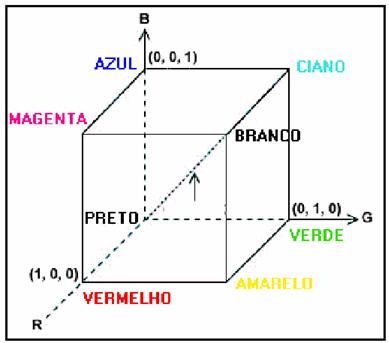 B
AZUL (0, 0, 1)
CIANO
MAGENTA
BRANCO
PRETO
(0, 1, 0)
G
VERDE
(1, 0, 0)
VERMELHO
AMARELO
R